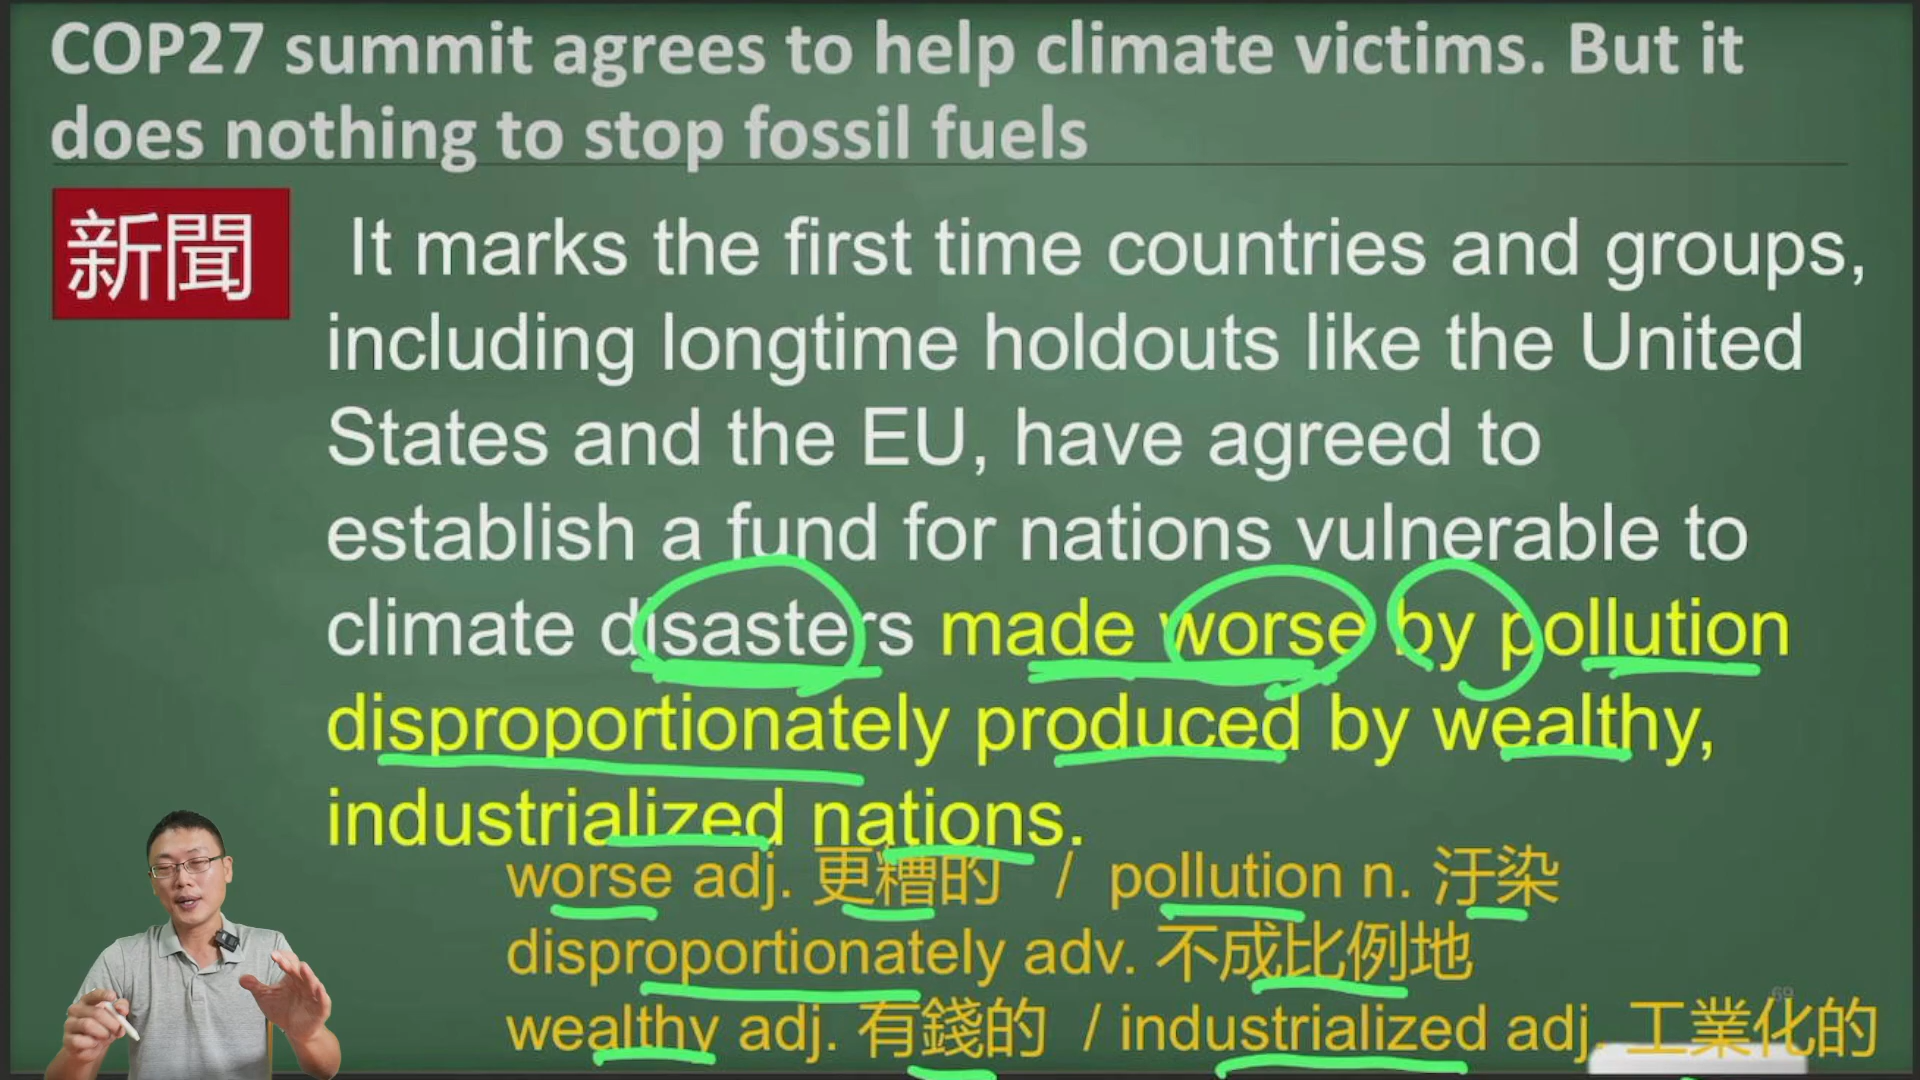 COP27 summit agrees to help climate victims. But it
does nothing to stop fossil fuels
新聞
It marks the first time countries and groups,
including longtime holdouts like the United
States and the EU, have agreed to
establish a fund for nations vulnerable to
climate disasters made worse by pollution
disproportionately produced by wealthy,
industrialized nations.
worse adj. 更糟的 / pollution n. 汙染
disproportionately adv. 不成比例地
69
wealthy adj. 有錢的 / industrialized adj. 工業化的